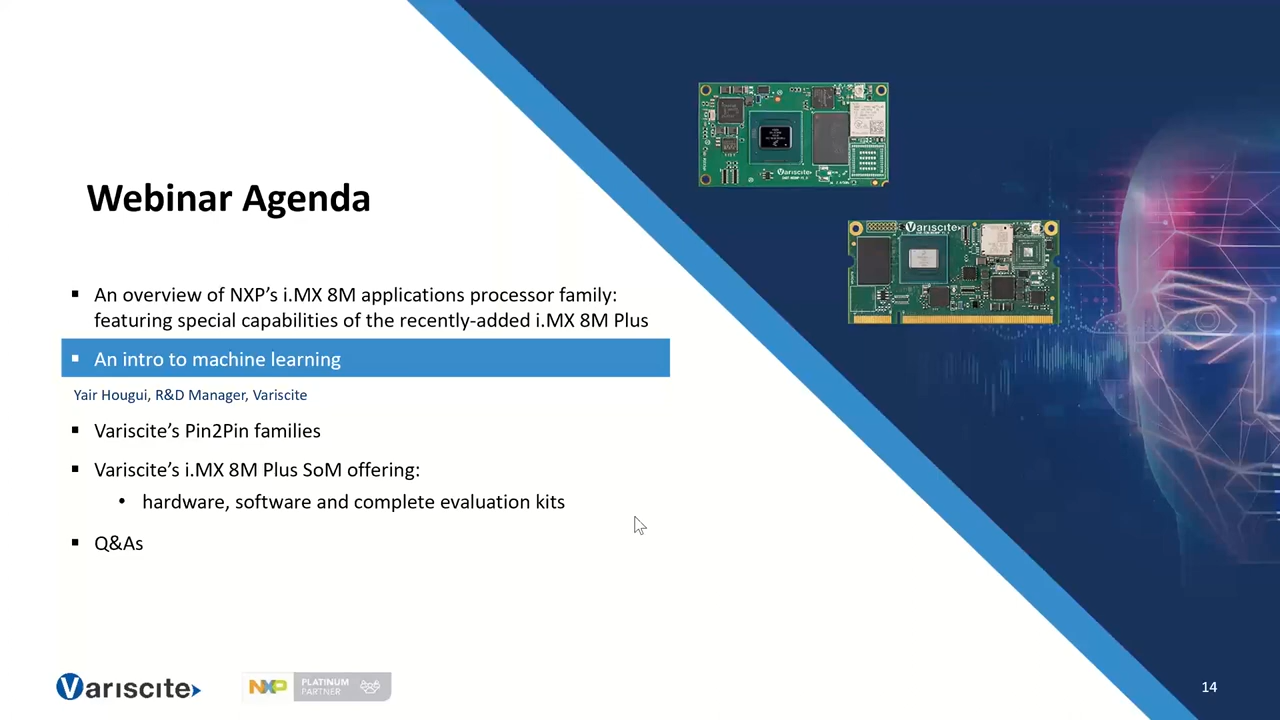 Webinar Agenda
▪ An overview of NXP's i.MX 8M applications processor family:
featuring special capabilities of the recently-added i.MX 8M Plus
▪ An intro to machine learning
Yair Hougui, R&D Manager, Variscite
▪ Variscite's Pin2Pin families
▪ Variscite's i.MX 8M Plus SoM offering:
• hardware, software and complete evaluation kits
▪ Q&As
Variscite
Variscite
VARISCITE
NXP
PLATINUM
PARTNER
14